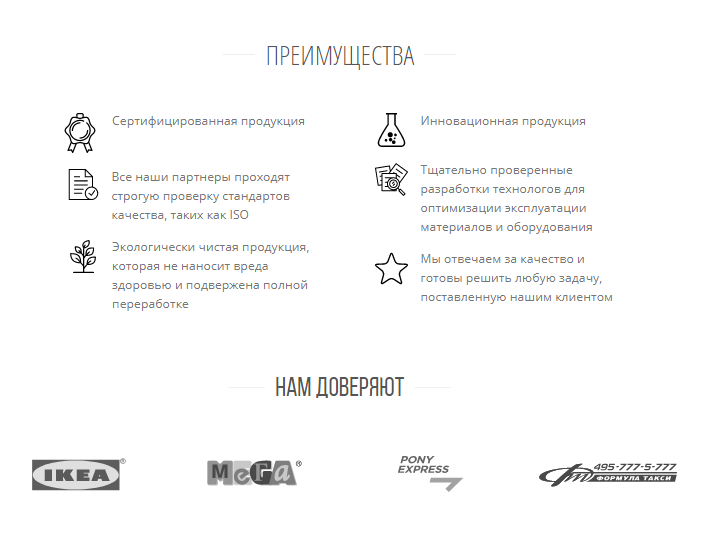 ПРЕИМУЩЕСТВА
Сертифицированная продукция
Все наши партнеры проходят
строгую проверку стандартов
качества, таких как ISO
Экологически чистая продукция,
которая не наносит вреда
здоровью и подвержена полной
переработке
Инновационная продукция
Тщательно проверенные
разработки технологов для
оптимизации эксплуатации
материалов и оборудования
Мы отвечаем за качество и
готовы решить любую задачу,
поставленную нашим клиентом
НАМ ДОВЕРЯЮТ
IKEA®
MeGa®
PONY
EXPRESS
495-777-5-777
ФОРМУЛА ТАКСИ